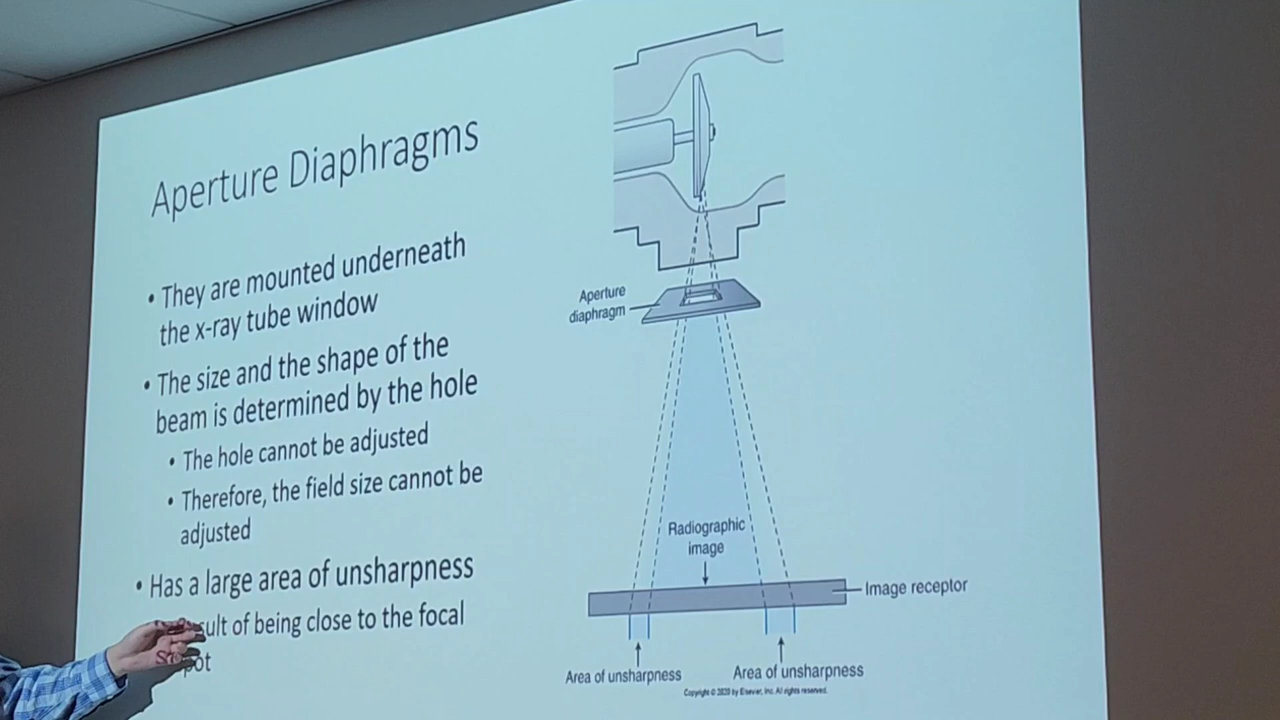 Aperture Diaphragms
• They are mounted underneath
the x-ray tube window
• The size and the shape of the
beam is determined by the hole
• The hole cannot be adjusted
• Therefore, the field size cannot be
adjusted
• Has a large area of unsharpness
sult of being close to the focal
spot
Aperture
diaphragm
Radiographic
image
Image receptor
Area of unsharpness
Area of unsharpness
Copyright © 2020 by Elsevier, Inc. All rights reserved.